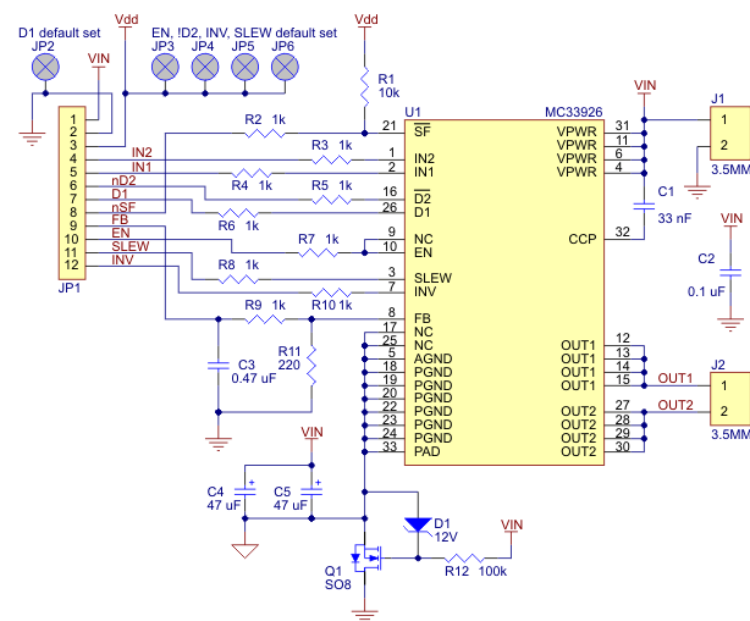 Vdd
Vdd
D1 default set
EN, !D2, INV, SLEW default set
JP2
VIN
JP3
JP4
JP5
JP6
R1
10k
VIN
U1
MC33926
J1
1
2
3
4
5
6
7
8
9
10
11
12
JP1
IN2
IN1
nD2
D1
nSF
FB
EN
SLEW
INV
R2 1k
R3 1k
R4 1k
R5 1k
R6 1k
R7 1k
R8 1k
R9 1k
R10 1k
R11
220
C3
0.47 uF
21 SF
1 IN2
2 IN1
16 D2
26 D1
9 NC
10 EN
3 SLEW
7 INV
8 FB
17 NC
25 NC
5 AGND
18 PGND
19 PGND
20 PGND
22 PGND
23 PGND
24 PGND
33 PAD
VPWR 31
VPWR 11
VPWR 6
VPWR 4
CCP 32
OUT1 12
OUT1 13
OUT1 14
OUT1 15
OUT2 27
OUT2 28
OUT2 29
OUT2 30
1
2
3.5MM
C1
33 nF
VIN
C2
0.1 uF
J2
OUT1
1
OUT2
2
3.5MM
VIN
C4
47 uF
+
C5
47 uF
+
D1
12V
VIN
Q1
SO8
R12 100k